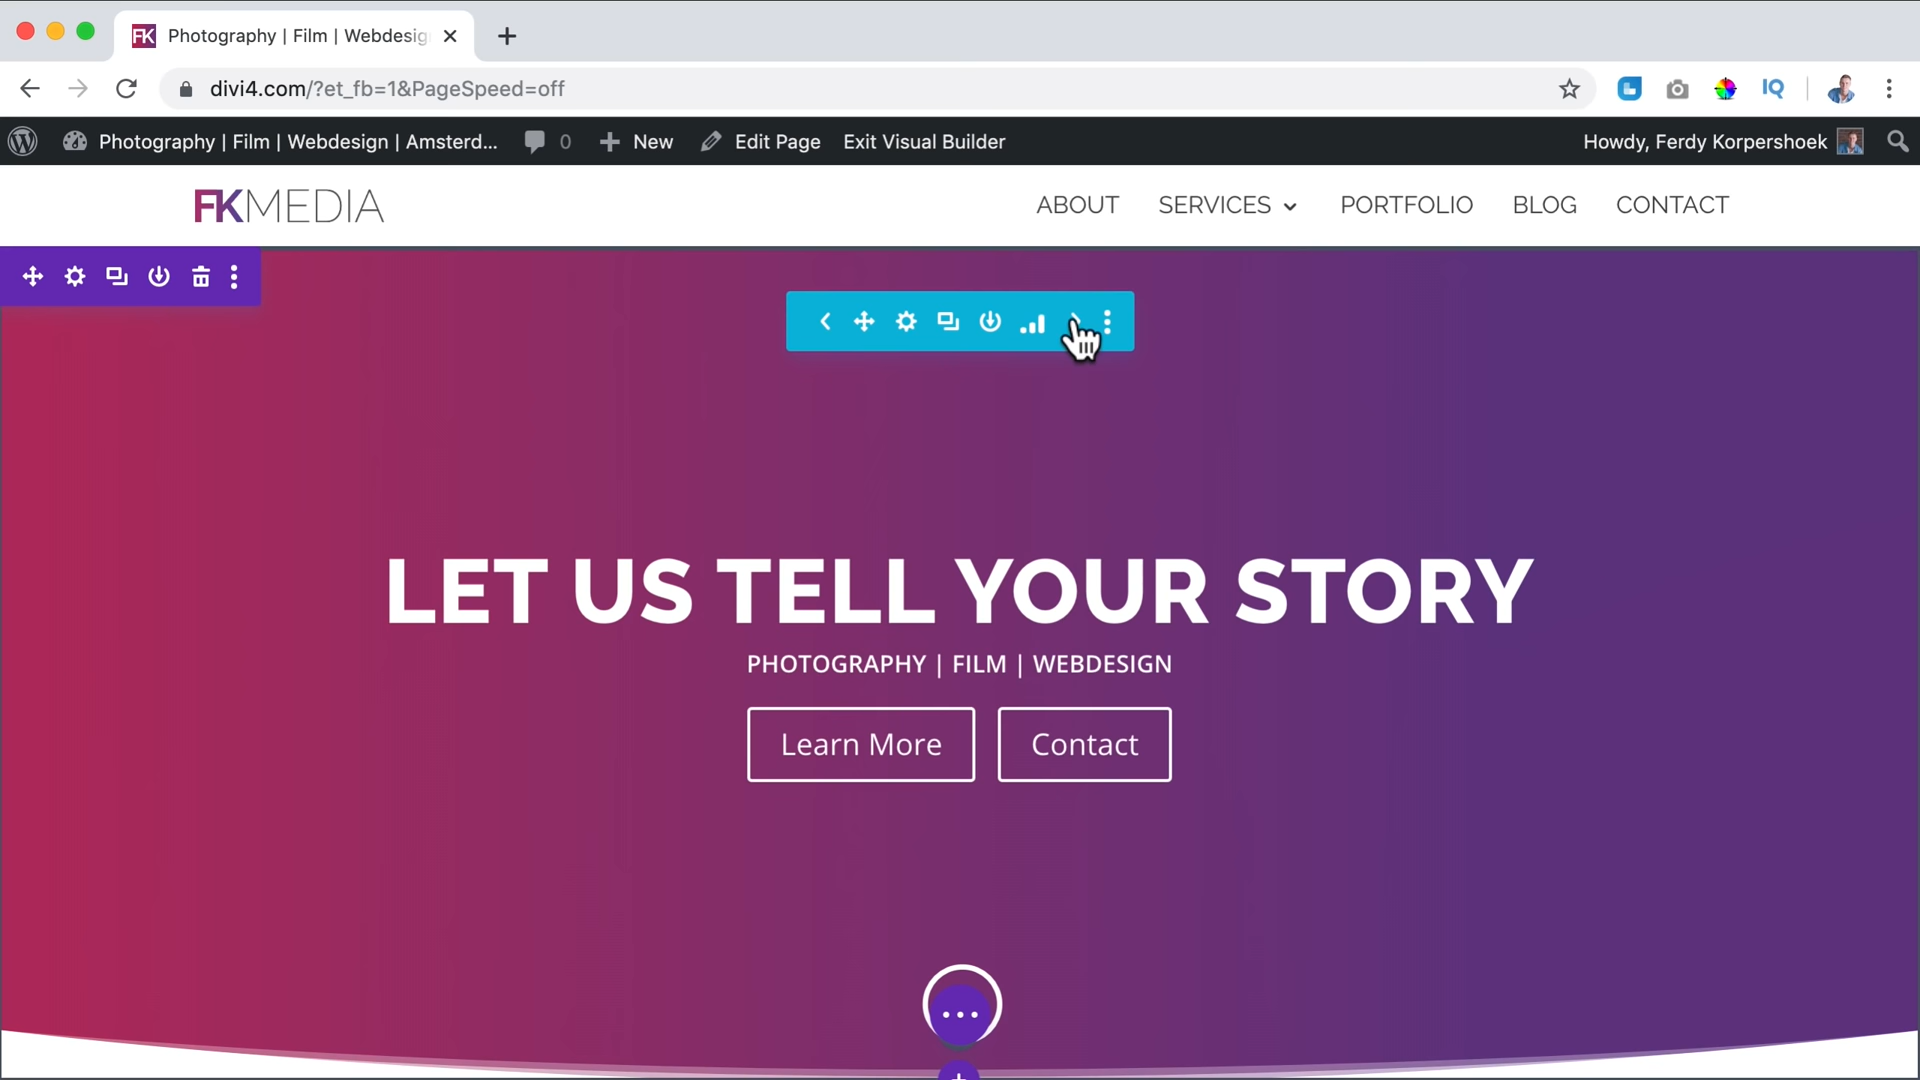 FK Photography | Film | Webdesig
divi4.com/?et_fb=1&PageSpeed=off
IQ
Photography | Film | Webdesign | Amsterd... 0 New Edit Page Exit Visual Builder Howdy, Ferdy Korpershoek
FKMEDIA ABOUT SERVICES PORTFOLIO BLOG CONTACT
LET US TELL YOUR STORY
PHOTOGRAPHY | FILM | WEBDESIGN
Learn More Contact